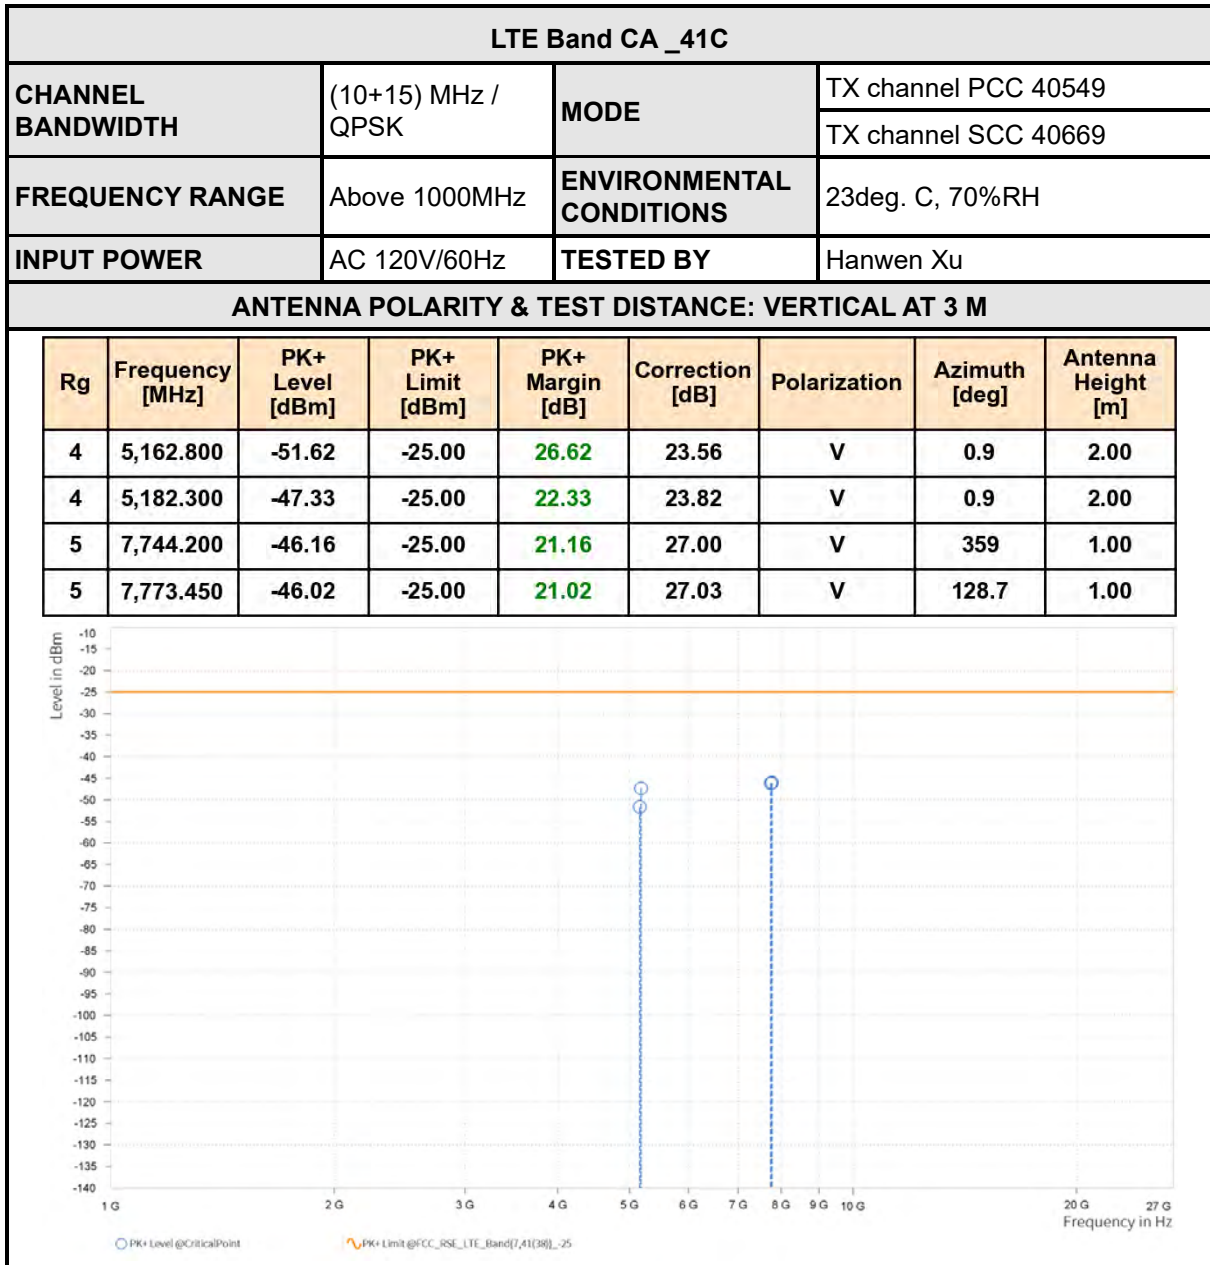 LTE Band CA _41C
CHANNEL
BANDWIDTH
(10+15) MHz /
QPSK
MODE
TX channel PCC 40549
TX channel SCC 40669
FREQUENCY RANGE
Above 1000MHz
ENVIRONMENTAL
CONDITIONS
23deg. C, 70%RH
INPUT POWER
AC 120V/60Hz
TESTED BY
Hanwen Xu
ANTENNA POLARITY & TEST DISTANCE: VERTICAL AT 3 M
Rg
Frequency
[MHz]
PK+
Level
[dBm]
PK+
Limit
[dBm]
PK+
Margin
[dB]
Correction
[dB]
Polarization
Azimuth
[deg]
Antenna
Height
[m]
4 5,162.800 -51.62 -25.00 26.62 23.56 V 0.9 2.00
4 5,182.300 -47.33 -25.00 22.33 23.82 V 0.9 2.00
5 7,744.200 -46.16 -25.00 21.16 27.00 V 359 1.00
5 7,773.450 -46.02 -25.00 21.02 27.03 V 128.7 1.00
Level in dBm
-10
-15
-20
-25
-30
-35
-40
-45
-50
-55
-60
-65
-70
-75
-80
-85
-90
-95
-100
-105
-110
-115
-120
-125
-130
-135
-140
1 G 2 G 3 G 4 G 5 G 6 G 7 G 8 G 9 G 10 G 20 G 27 G
Frequency in Hz
PK+ Level @CriticalPoint
PK+ Limit @FCC_RSE_LTE_Band(7,41(38))_-25